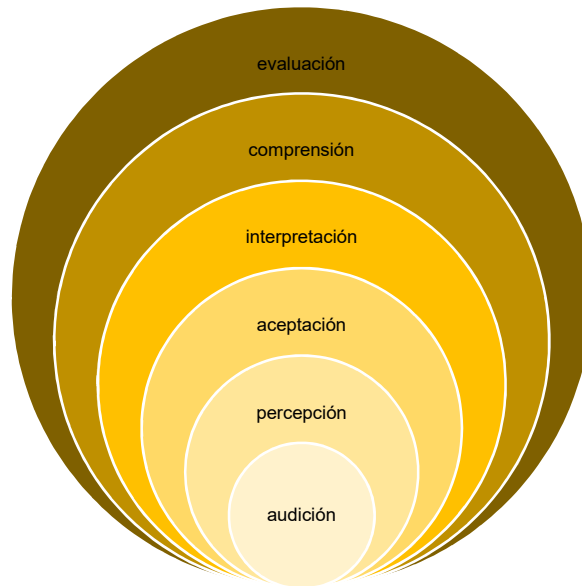 evaluación
comprensión
interpretación
aceptación
percepción
audición